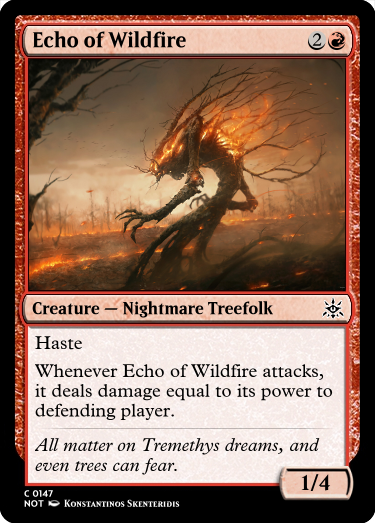 Echo of Wildfire 2
Creature — Nightmare Treefolk
Haste
Whenever Echo of Wildfire attacks,
it deals damage equal to its power to
defending player.
All matter on Tremethys dreams, and
even trees can fear.
1/4
C 0147
NOT Konstantinos Skenteridis